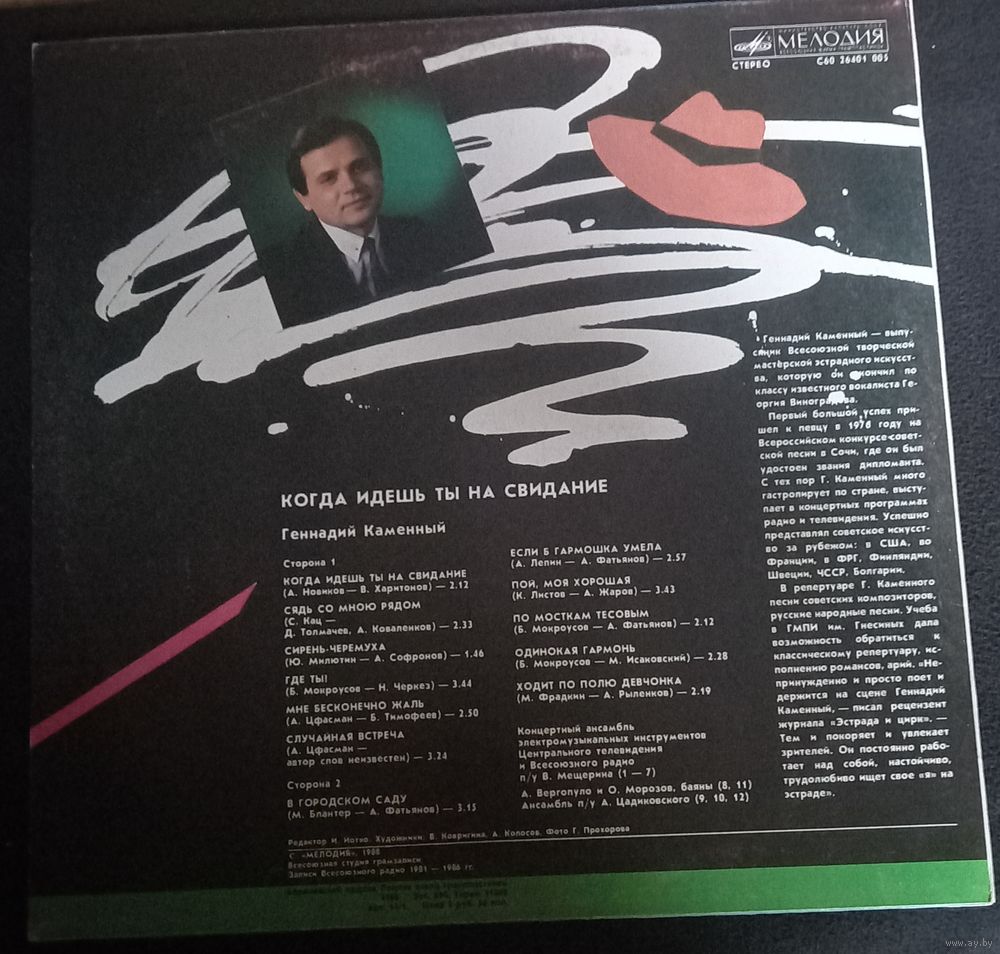 МЕЛОДИЯ
СТЕРЕО
С60 26401 005
Геннадий Каменный — выпу-
скник Всесоюзной творческой
мастерской эстрадного искусст-
ва, которую он окончил по
классу известного вокалиста Ге-
оргия Виноградова.
Первый большой успех при-
шел к певцу в 1976 году на
Всероссийском конкурсе совет-
ской песни в Сочи, где он был
удостоен звания дипломанта.
С тех пор Г. Каменный много
гастролирует по стране, высту-
пает в концертных программах
радио и телевидения. Успешно
представлял советское искусст-
во за рубежом: в США, во
Франции, в ФРГ, Финляндии,
Швеции, ЧССР, Болгарии.
В репертуаре Г. Каменного
песни советских композиторов,
русские народные песни. Учеба
в ГМПИ им. Гнесиных дала
возможность обратиться к
классическому репертуару, ис-
полнению романсов, арий. «Не-
принужденно и просто поет и
держится на сцене Геннадий
Каменный, — писал рецензент
журнала «Эстрада и цирк». —
Тем и покоряет и увлекает
зрителей. Он постоянно рабо-
тает над собой, настойчиво,
трудолюбиво ищет свое «я» на
эстраде».
КОГДА ИДЕШЬ ТЫ НА СВИДАНИЕ
Геннадий Каменный
Сторона 1
КОГДА ИДЕШЬ ТЫ НА СВИДАНИЕ
(А. Новиков — В. Харитонов) — 2.12
СЯДЬ СО МНОЮ РЯДОМ
(С. Кац —
Д. Толмачев, А. Коваленков) — 2.33
СИРЕНЬ-ЧЕРЕМУХА
(Ю. Милютин — А. Софронов) — 1.46
ГДЕ ТЫ!
(Б. Мокроусов — Н. Черкез) — 3.44
МНЕ БЕСКОНЕЧНО ЖАЛЬ
(А. Цфасман — Б. Тимофеев) — 2.50
СЛУЧАЙНАЯ ВСТРЕЧА
(А. Цфасман —
автор слов неизвестен) — 3.24
Сторона 2
В ГОРОДСКОМ САДУ
(М. Блантер — А. Фатьянов) — 3.15
ЕСЛИ Б ГАРМОШКА УМЕЛА
(А. Лепин — А. Фатьянов) — 2.57
ПОЙ, МОЯ ХОРОШАЯ
(К. Листов — А. Жаров) — 3.43
ПО МОСТКАМ ТЕСОВЫМ
(Б. Мокроусов — А. Фатьянов) — 2.12
ОДИНОКАЯ ГАРМОНЬ
(Б. Мокроусов — М. Исаковский) — 2.28
ХОДИТ ПО ПОЛЮ ДЕВЧОНКА
(М. Фрадкин — А. Рыленков) — 2.19
Концертный ансамбль
электромузыкальных инструментов
Центрального телевидения
и Всесоюзного радио
п/у В. Мещерина (1 — 7)
А. Вергопуло и О. Морозов, баяны (8, 11)
Ансамбль п/у А. Цадиковского (9, 10, 12)
Редактор И. Йотко. Художники: В. Ковригина, А. Колосов. Фото Г. Прохорова
© «МЕЛОДИЯ», 1988
Всесоюзная студия грамзаписи
Записи Всесоюзного радио 1981 — 1986 гг.
www.ay.by